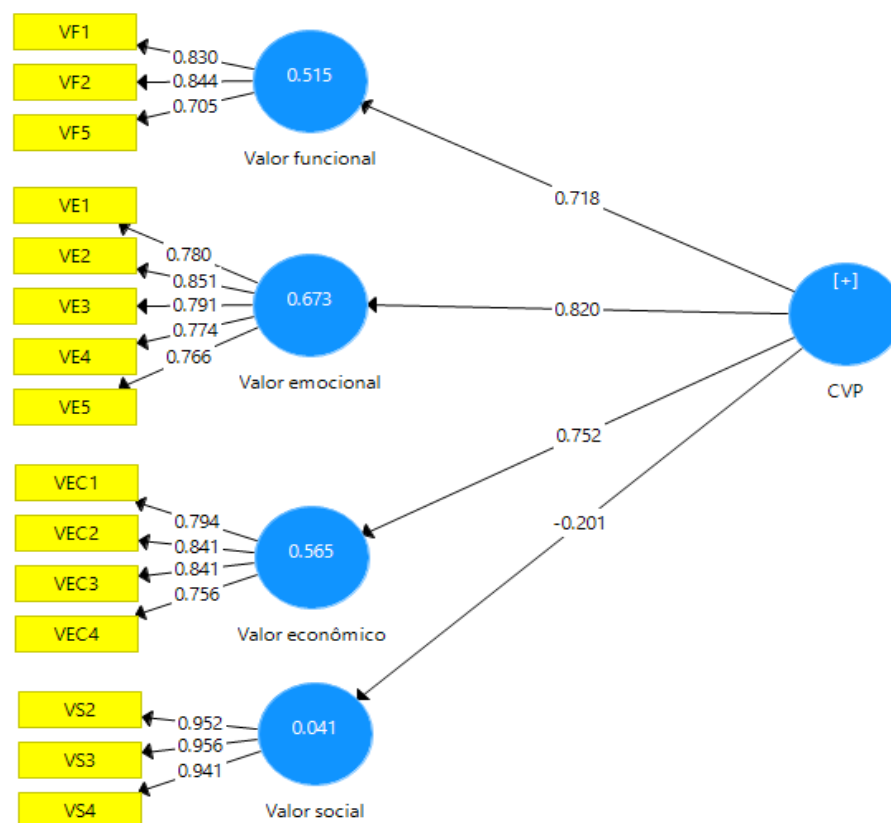 VF1
0.830
VF2
0.844
VF5
0.705
0.515
Valor funcional
0.718
VE1
0.780
VE2
0.851
VE3
0.791
VE4
0.774
VE5
0.766
0.673
Valor emocional
0.820
[+]
CVP
VEC1
0.794
VEC2
0.841
VEC3
0.841
VEC4
0.756
0.565
Valor econômico
0.752
-0.201
VS2
0.952
VS3
0.956
VS4
0.941
0.041
Valor social